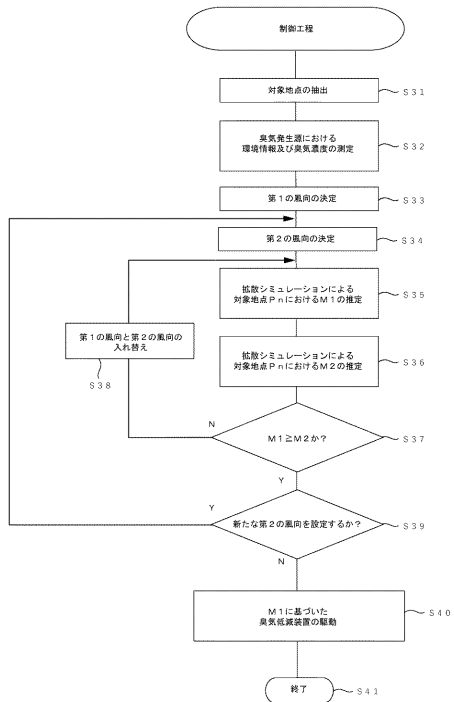 制御工程
対象地点の抽出
S31
臭気発生源における
環境情報及び臭気濃度の測定
S32
第1の風向の決定
S33
第2の風向の決定
S34
拡散シミュレーションによる
対象地点PnにおけるM1の推定
S35
第1の風向と第2の風向の
入れ替え
S38
拡散シミュレーションによる
対象地点PnにおけるM2の推定
S36
N
M1≧M2か?
S37
Y
Y
新たな第2の風向を設定するか?
S39
N
M1に基づいた
臭気低減装置の駆動
S40
終了
S41